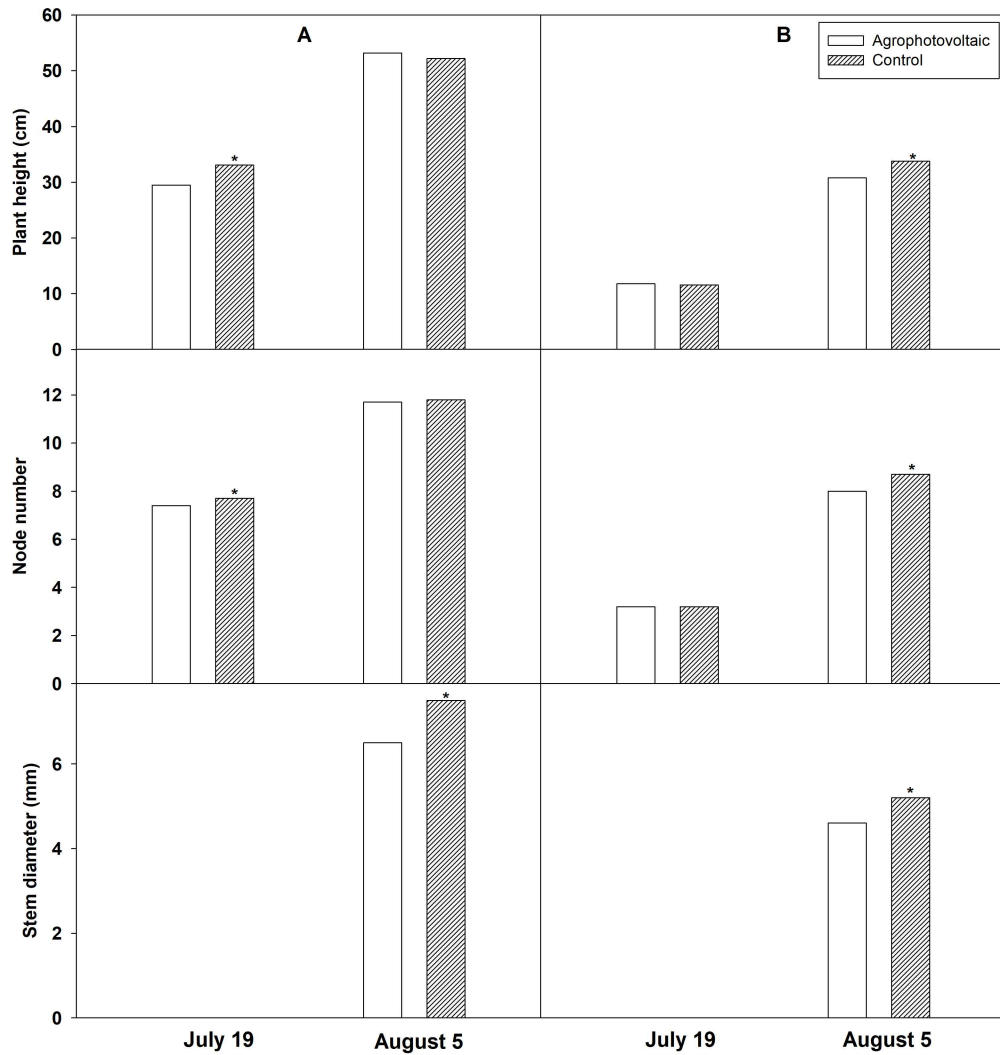 A
B
Agrophotovoltaic
Control
Plant height (cm)
60
50
40
30
20
10
0
*
*
Node number
12
10
8
6
4
2
0
*
*
Stem diameter (mm)
6
4
2
0
*
*
July 19
August 5
July 19
August 5